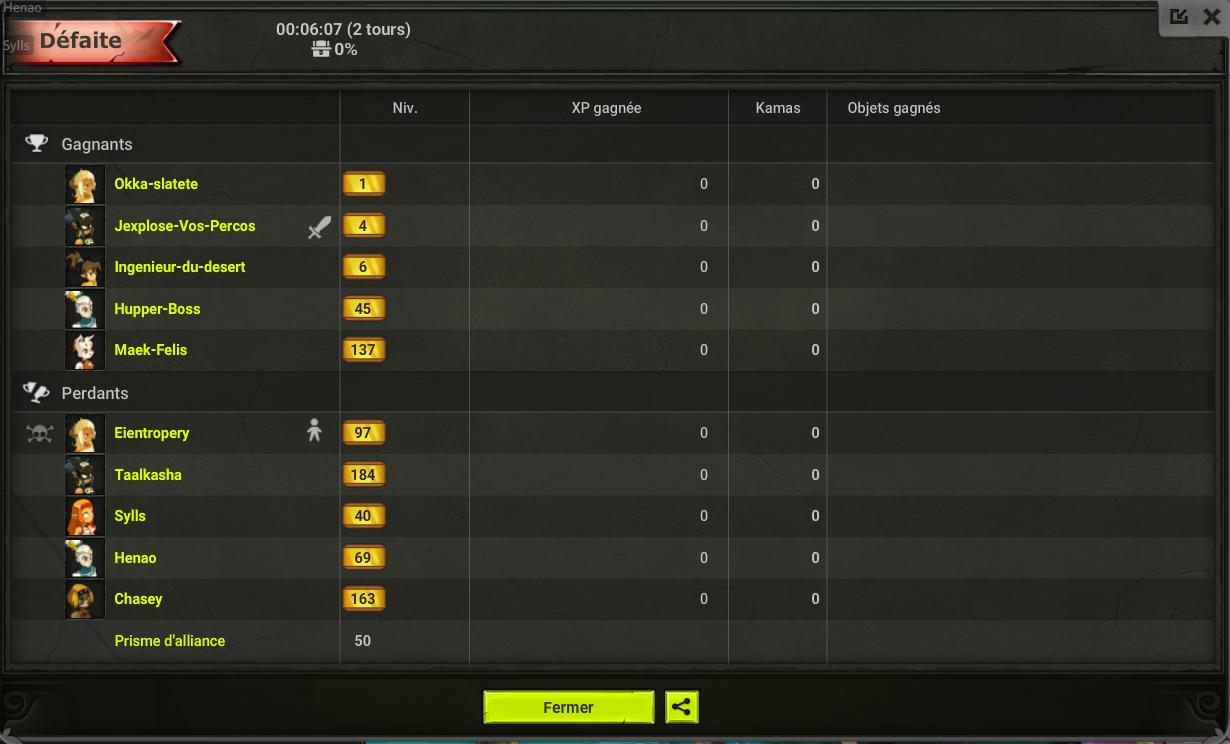 Henao
Sylls
Défaite
00:06:07 (2 tours)
0%
Niv. XP gagnée Kamas Objets gagnés
Gagnants
Okka-slatete 1 0 0
Jexplose-Vos-Percos 4 0 0
Ingenieur-du-desert 6 0 0
Hupper-Boss 45 0 0
Maek-Felis 137 0 0
Perdants
Eientropery 97 0 0
Taalkasha 184 0 0
Sylls 40 0 0
Henao 69 0 0
Chasey 163 0 0
Prisme d'alliance 50
Fermer